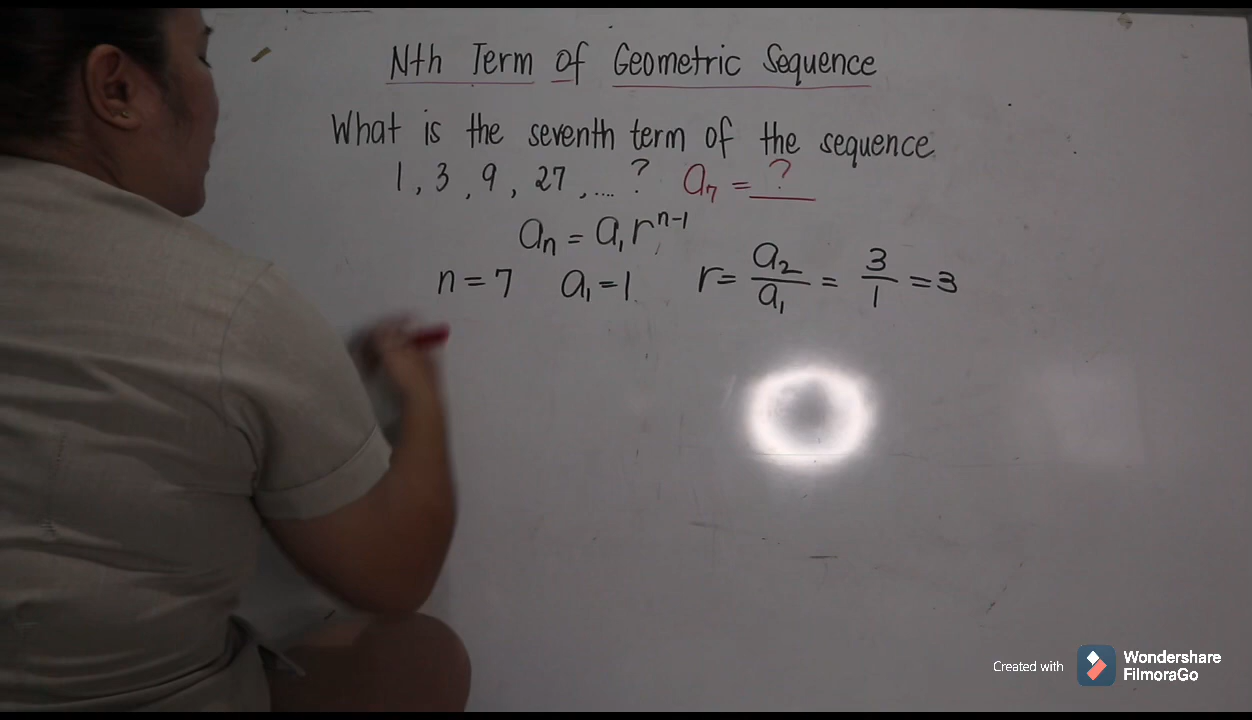 Nth Term of Geometric Sequence
What is the seventh term of the sequence
1, 3, 9, 27, .... ? a₇ = ?
aₙ = a₁rⁿ⁻¹
n = 7 a₁ = 1 r = a₂/a₁ = 3/1 = 3
Created with Wondershare FilmoraGo